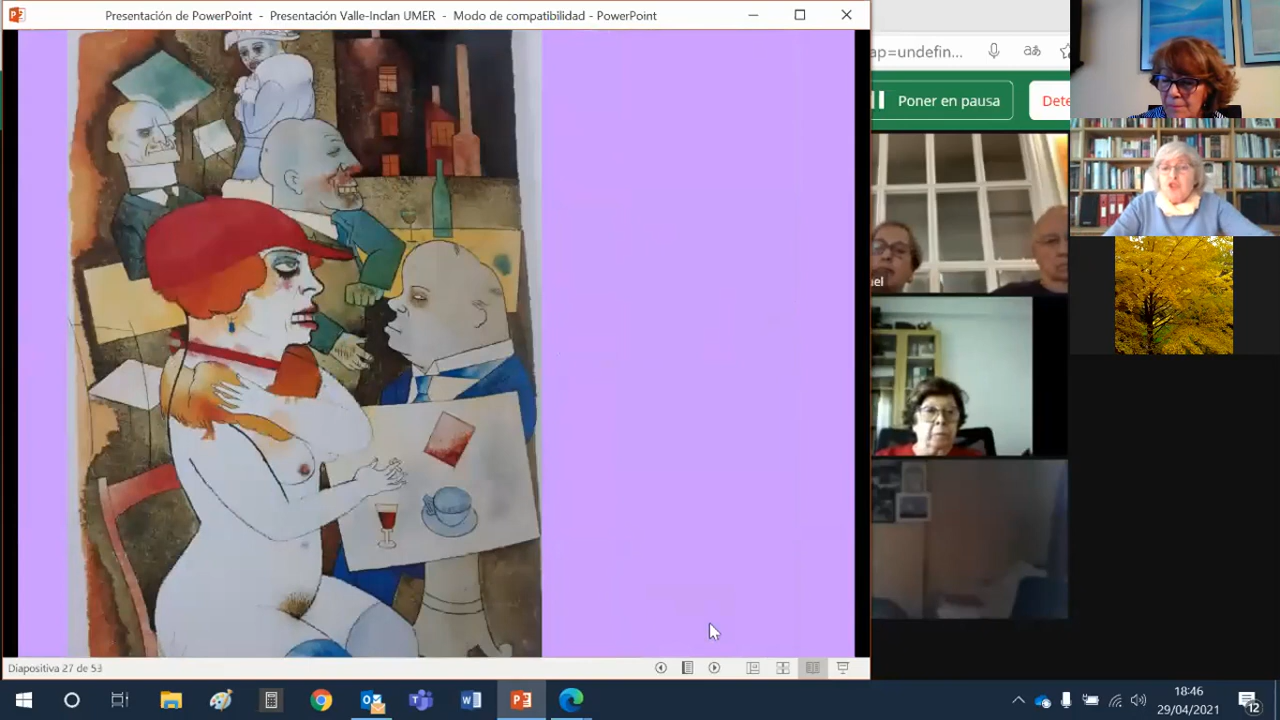 Presentación de PowerPoint - Presentación Valle-Inclan UMER - Modo de compatibilidad - PowerPoint
ap=undefin...
Poner en pausa
Dete
uel
Diapositiva 27 de 53
18:46
29/04/2021
12